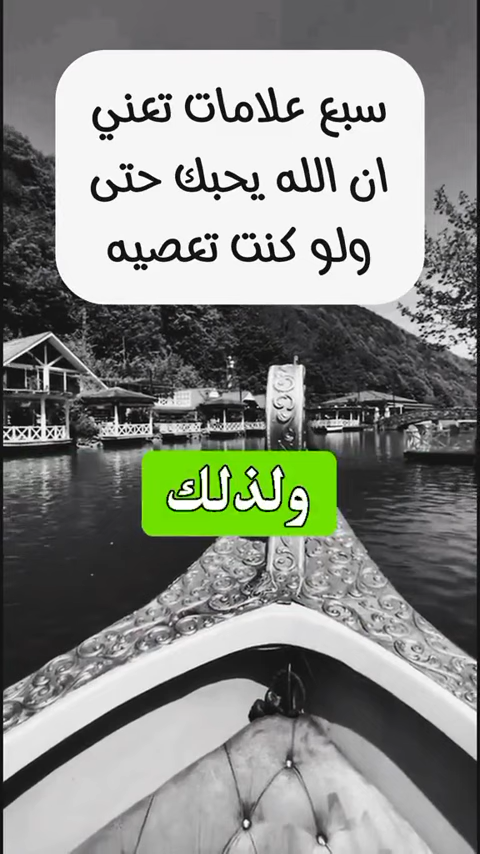 سبع علامات تعني
ان الله يحبك حتى
ولو كنت تعصيه
ولذلك